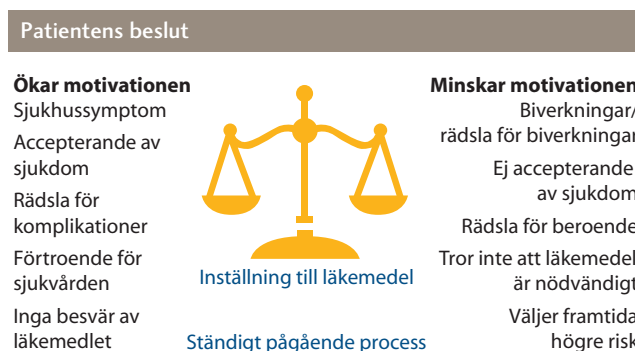 Patientens beslut
Ökar motivationen
Sjukhussymptom
Accepterande av
sjukdom
Rädsla för
komplikationer
Förtroende för
sjukvården
Inga besvär av
läkemedlet
Inställning till läkemedel
Ständigt pågående process
Minskar motivationen
Biverkningar/
rädsla för biverkningar
Ej accepterande
av sjukdom
Rädsla för beroende
Tror inte att läkemedel
är nödvändigt
Väljer framtida
högre risk